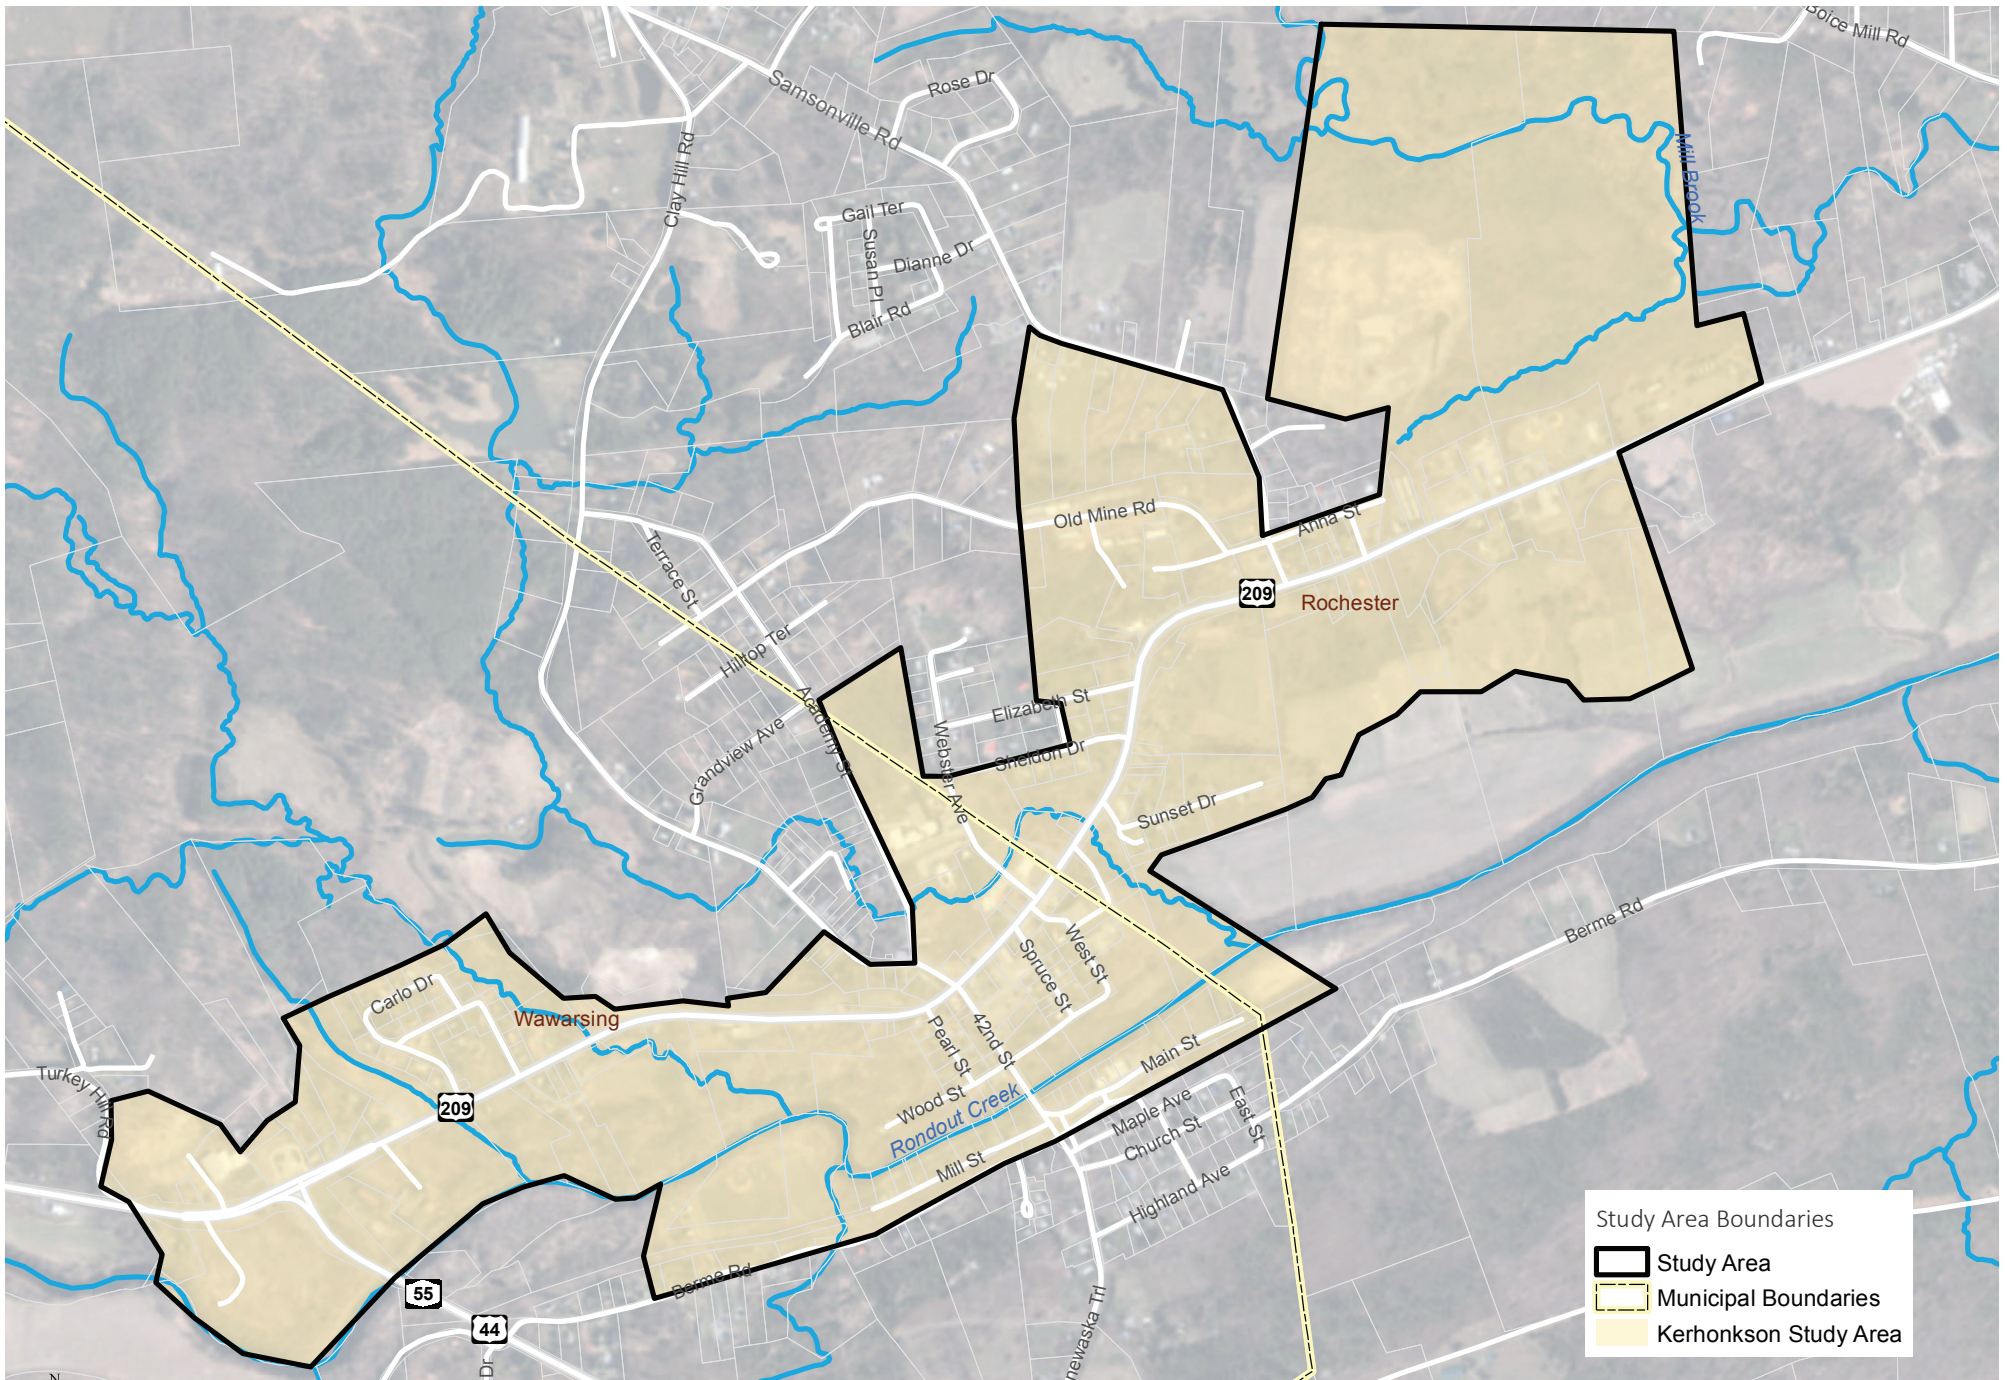 Boice Mill Rd
Samsonville Rd
Rose Dr
Clay Hill Rd
Mill Brook
Gail Ter
Susan Pl
Dianne Dr
Blair Rd
Old Mine Rd
Anna St
Terrace St
209
Rochester
Hilltop Ter
Academy St
Elizabeth St
Grandview Ave
Webster Ave
Sheldon Dr
Sunset Dr
Berme Rd
West St
Spruce St
Carlo Dr
Wawarsing
42nd St
Pearl St
Main St
Turkey Hill Rd
209
Wood St
Rondout Creek
Maple Ave
East St
Church St
Mill St
Highland Ave
Berme Rd
55
44
Dr
newaska Trl
N
Study Area Boundaries
Study Area
Municipal Boundaries
Kerhonkson Study Area